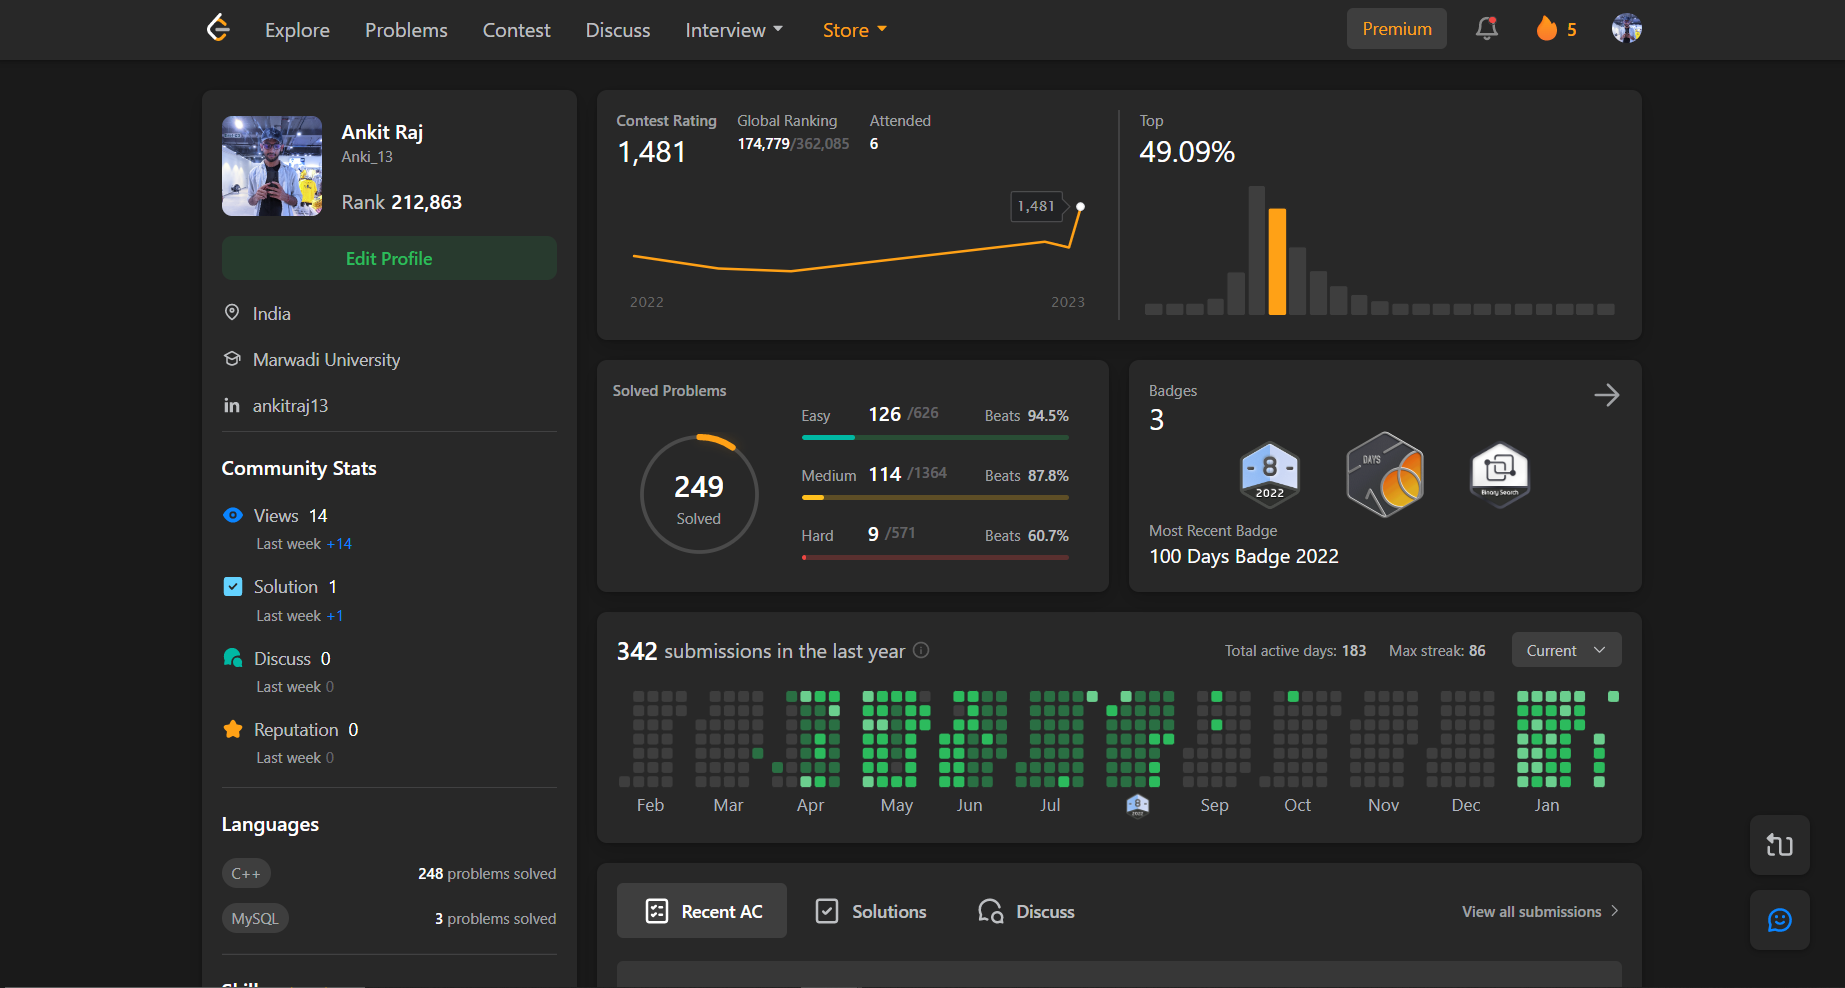 Explore Problems Contest Discuss Interview Store Premium 5
Ankit Raj
Anki_13
Rank 212,863
Edit Profile
India
Marwadi University
in ankitraj13
Community Stats
Views 14
Last week +14
Solution 1
Last week +1
Discuss 0
Last week 0
Reputation 0
Last week 0
Languages
C++ 248 problems solved
MySQL 3 problems solved
Contest Rating Global Ranking Attended
1,481 174,779/362,085 6
1,481
2022 2023
Top
49.09%
Solved Problems
249
Solved
Easy 126 /626 Beats 94.5%
Medium 114 /1364 Beats 87.8%
Hard 9 /571 Beats 60.7%
Badges
3
8
2022
DAYS
Binary Search
Most Recent Badge
100 Days Badge 2022
342 submissions in the last year Total active days: 183 Max streak: 86 Current
Feb Mar Apr May Jun Jul 8 Sep Oct Nov Dec Jan
Recent AC Solutions Discuss View all submissions